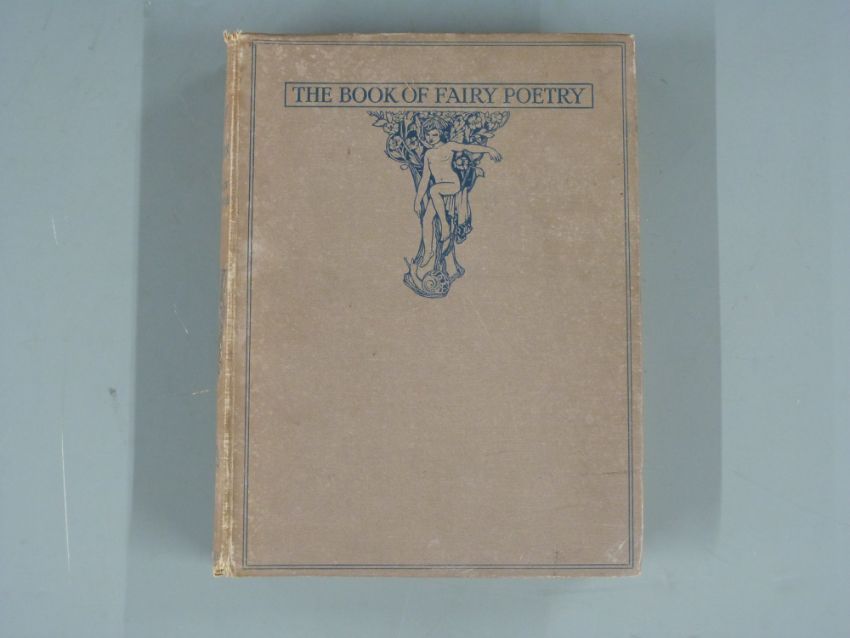 THE BOOK OF FAIRY POETRY